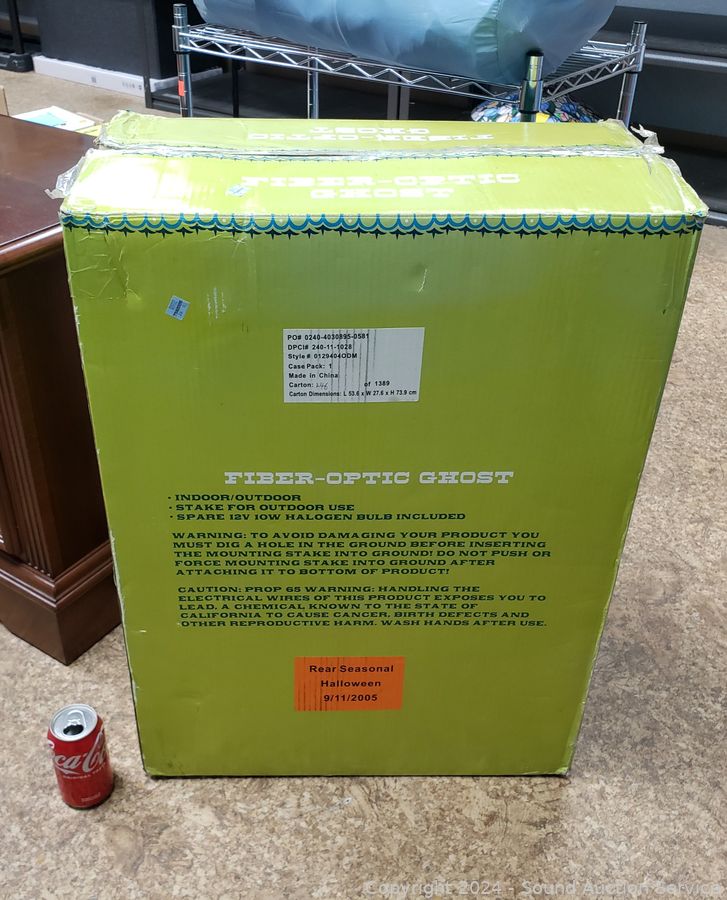 FIBER-OPTIC
GHOST
FIBER-OPTIC
GHOST
PO# 0240-4030895-0581
DPCI# 240-11-1028
Style # 0129404ODM
Case Pack: 1
Made in China
Carton: of 1389
Carton Dimensions: L 53.6 x W 27.6 x H 73.9 cm
FIBER-OPTIC GHOST
· INDOOR/OUTDOOR
· STAKE FOR OUTDOOR USE
· SPARE 12V 10W HALOGEN BULB INCLUDED
WARNING: TO AVOID DAMAGING YOUR PRODUCT YOU
MUST DIG A HOLE IN THE GROUND BEFORE INSERTING
THE MOUNTING STAKE INTO GROUND! DO NOT PUSH OR
FORCE MOUNTING STAKE INTO GROUND AFTER
ATTACHING IT TO BOTTOM OF PRODUCT!
CAUTION: PROP 65 WARNING: HANDLING THE
ELECTRICAL WIRES OF THIS PRODUCT EXPOSES YOU TO
LEAD, A CHEMICAL KNOWN TO THE STATE OF
CALIFORNIA TO CAUSE CANCER, BIRTH DEFECTS AND
OTHER REPRODUCTIVE HARM. WASH HANDS AFTER USE.
Rear Seasonal
Halloween
9/11/2005
Coca-Cola
Copyright 2024 - Sound Auction Service